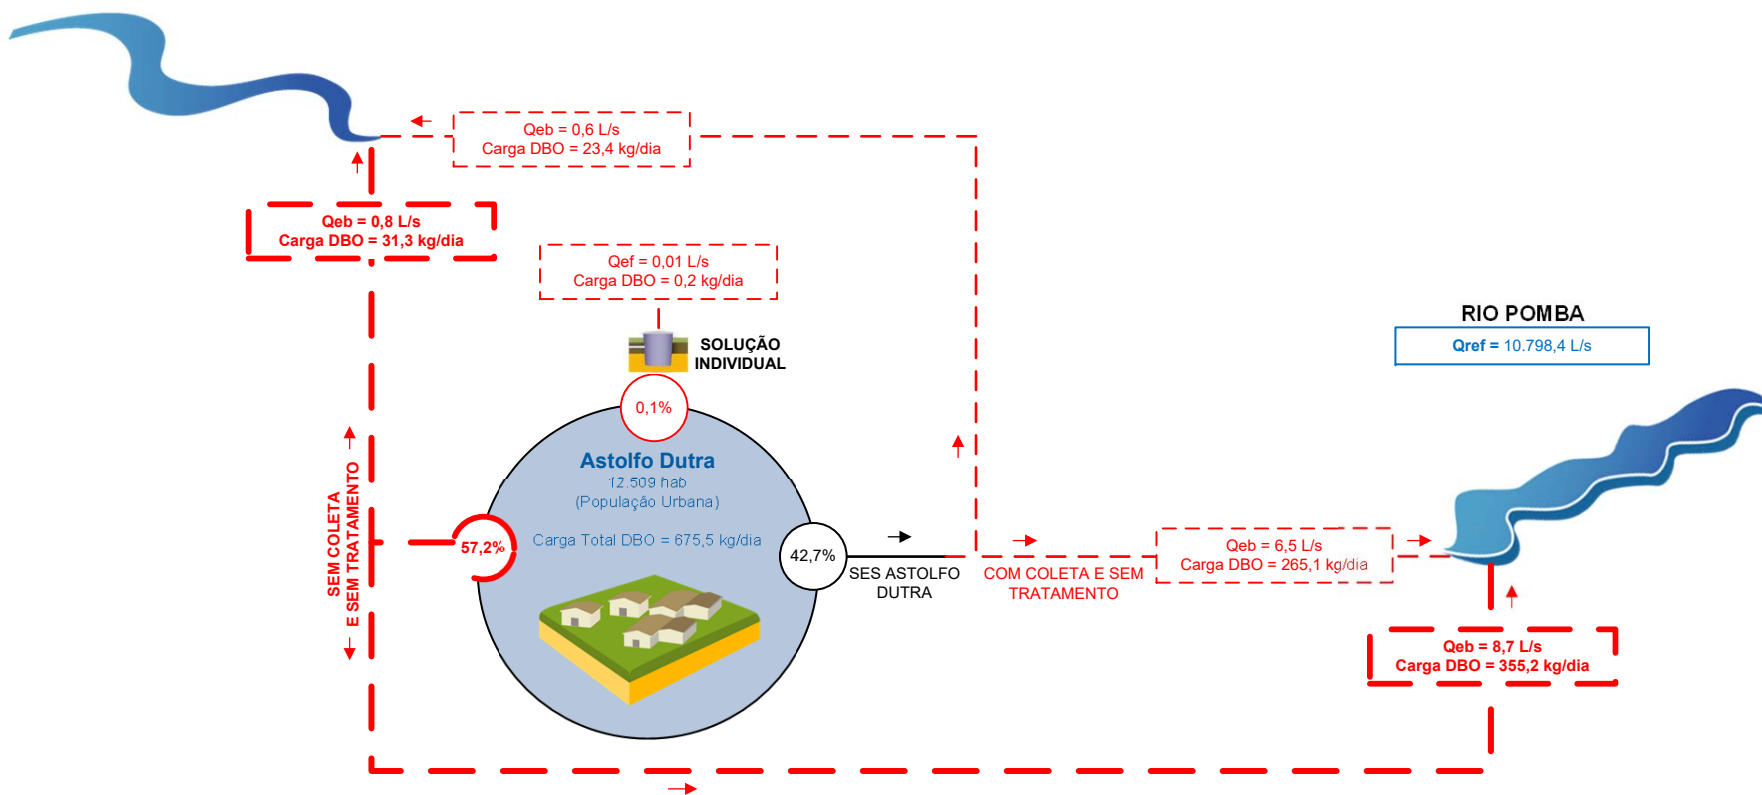 Qeb = 0,6 L/s
Carga DBO = 23,4 kg/dia
Qeb = 0,8 L/s
Carga DBO = 31,3 kg/dia
Qef = 0,01 L/s
Carga DBO = 0,2 kg/dia
SOLUÇÃO
INDIVIDUAL
0,1%
RIO POMBA
Qref = 10.798,4 L/s
Astolfo Dutra
12.509 hab
(População Urbana)
Carga Total DBO = 675,5 kg/dia
57,2%
42,7%
SEM COLETA
E SEM TRATAMENTO
SES ASTOLFO
DUTRA
COM COLETA E SEM
TRATAMENTO
Qeb = 6,5 L/s
Carga DBO = 265,1 kg/dia
Qeb = 8,7 L/s
Carga DBO = 355,2 kg/dia